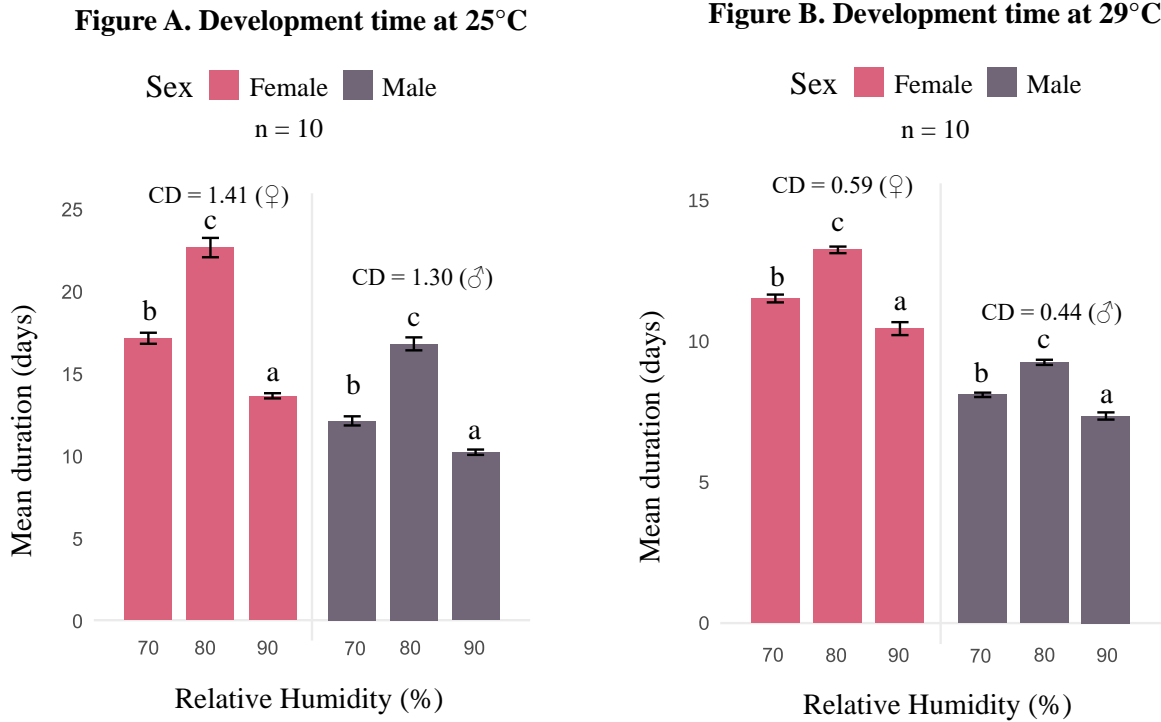 Figure A. Development time at 25°C
Sex Female Male
n = 10
CD = 1.41 (♀)
CD = 1.30 (♂)
b
c
a
b
c
a
25
20
15
10
5
0
Mean duration (days)
70 80 90 70 80 90
Relative Humidity (%)
Figure B. Development time at 29°C
Sex Female Male
n = 10
CD = 0.59 (♀)
CD = 0.44 (♂)
b
c
a
b
c
a
15
10
5
0
Mean duration (days)
70 80 90 70 80 90
Relative Humidity (%)